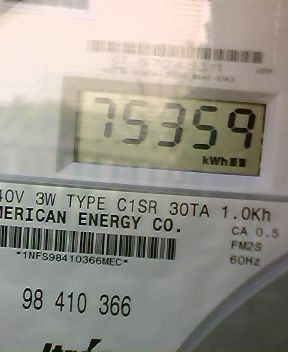 75359
kWh
40V 3W TYPE C1SR 30TA 1.0Kh
MERICAN ENERGY CO.
CA 0.5
FM2S
60Hz
*1NFS98410366MEC*
98 410 366